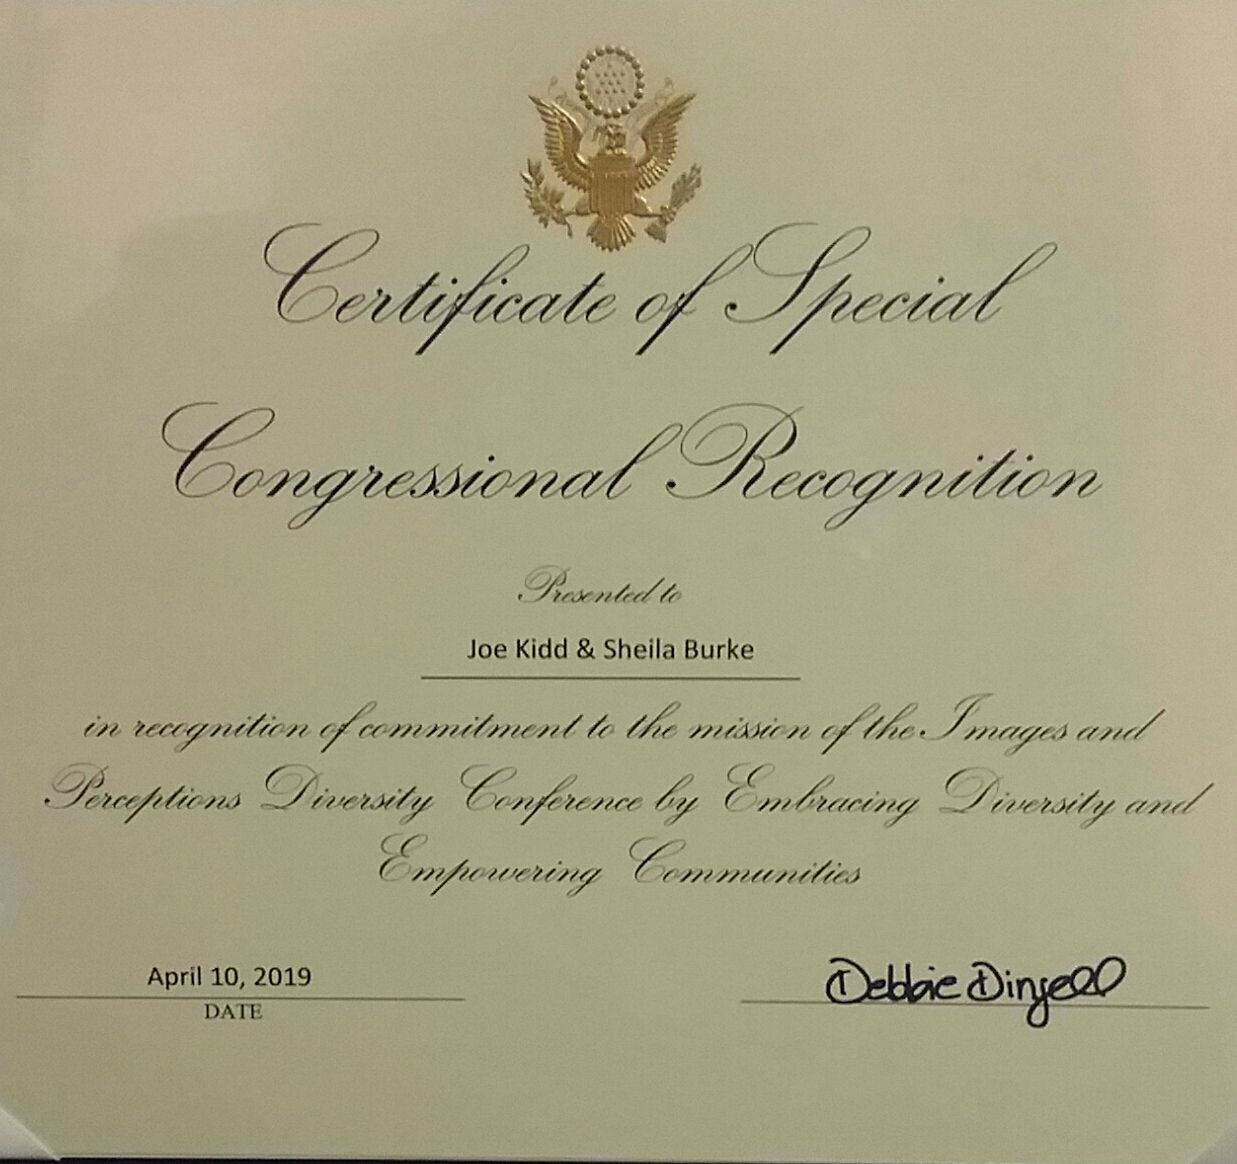 Certificate of Special
Congressional Recognition
Presented to
Joe Kidd & Sheila Burke
in recognition of commitment to the mission of the Images and
Perceptions Diversity Conference by Embracing Diversity and
Empowering Communities
April 10, 2019
Debbie Dingell
DATE